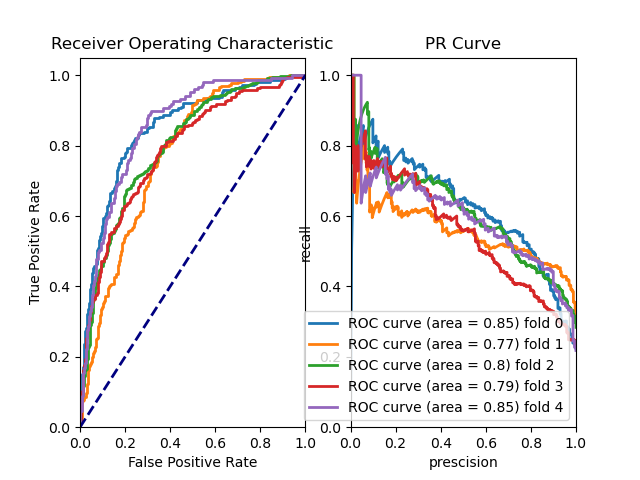 Receiver Operating Characteristic
PR Curve
True Positive Rate
1.0
0.8
0.6
0.4
0.2
0.0
0.0 0.2 0.4 0.6 0.8 1.0
False Positive Rate
recall
1.0
0.8
0.6
0.4
0.2
0.0
0.0 0.2 0.4 0.6 0.8 1.0
prescision
ROC curve (area = 0.85) fold 0
ROC curve (area = 0.77) fold 1
ROC curve (area = 0.8) fold 2
ROC curve (area = 0.79) fold 3
ROC curve (area = 0.85) fold 4